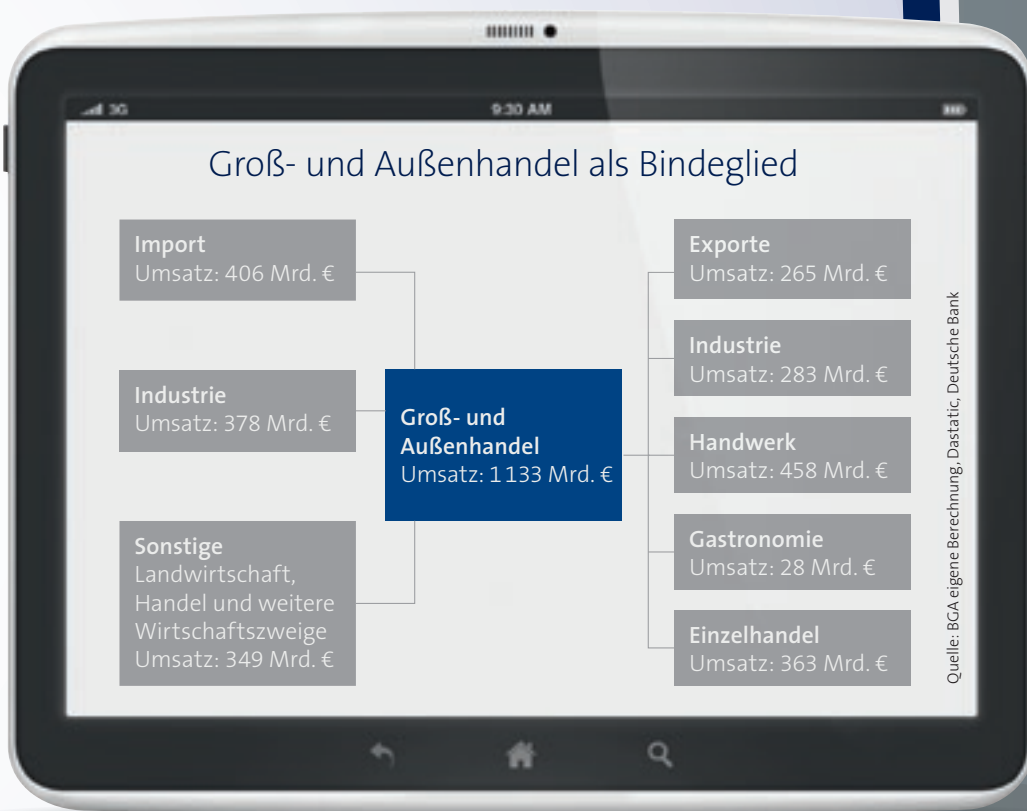 3G
9:30 AM
Groß- und Außenhandel als Bindeglied
Import
Umsatz: 406 Mrd. €
Industrie
Umsatz: 378 Mrd. €
Sonstige
Landwirtschaft,
Handel und weitere
Wirtschaftszweige
Umsatz: 349 Mrd. €
Groß- und
Außenhandel
Umsatz: 1133 Mrd. €
Exporte
Umsatz: 265 Mrd. €
Industrie
Umsatz: 283 Mrd. €
Handwerk
Umsatz: 458 Mrd. €
Gastronomie
Umsatz: 28 Mrd. €
Einzelhandel
Umsatz: 363 Mrd. €
Quelle: BGA eigene Berechnung, Dastatic, Deutsche Bank